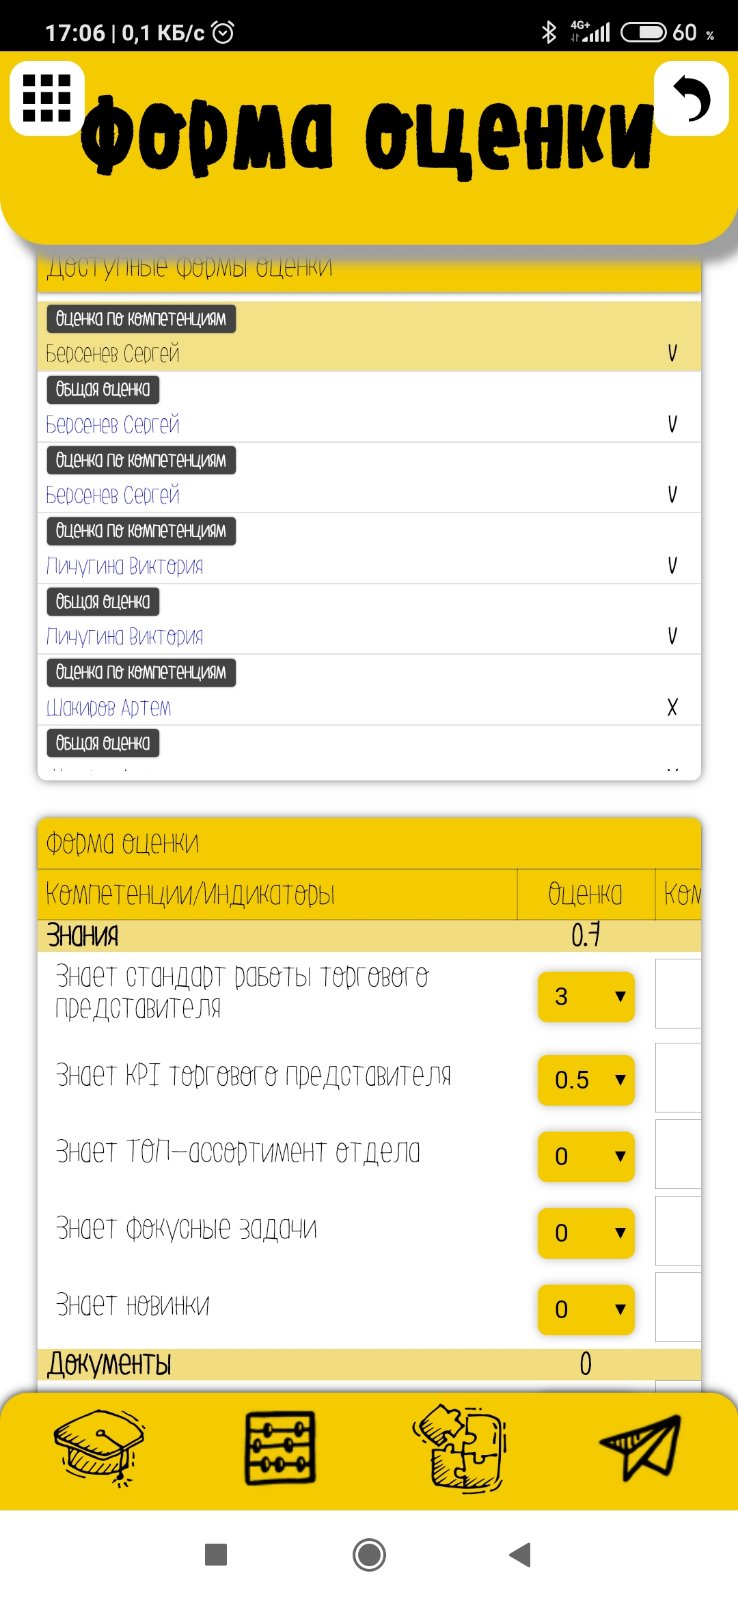 17:06 | 0,1 КБ/с
4G+
60 %
Форма оценки
Доступные формы оценки
Оценка по компетенциям
Берсенев Сергей V
Общая оценка
Берсенев Сергей V
Оценка по компетенциям
Берсенев Сергей V
Оценка по компетенциям
Пичугина Виктория V
Общая оценка
Пичугина Виктория V
Оценка по компетенциям
Шакиров Артем X
Общая оценка
Форма оценки
Компетенции/Индикаторы Оценка Ком
Знания 0.7
Знает стандарт работы торгового
представителя
3
Знает KPI торгового представителя 0.5
Знает ТОП-ассортимент отдела 0
Знает фокусные задачи 0
Знает новинки 0
Документы 0